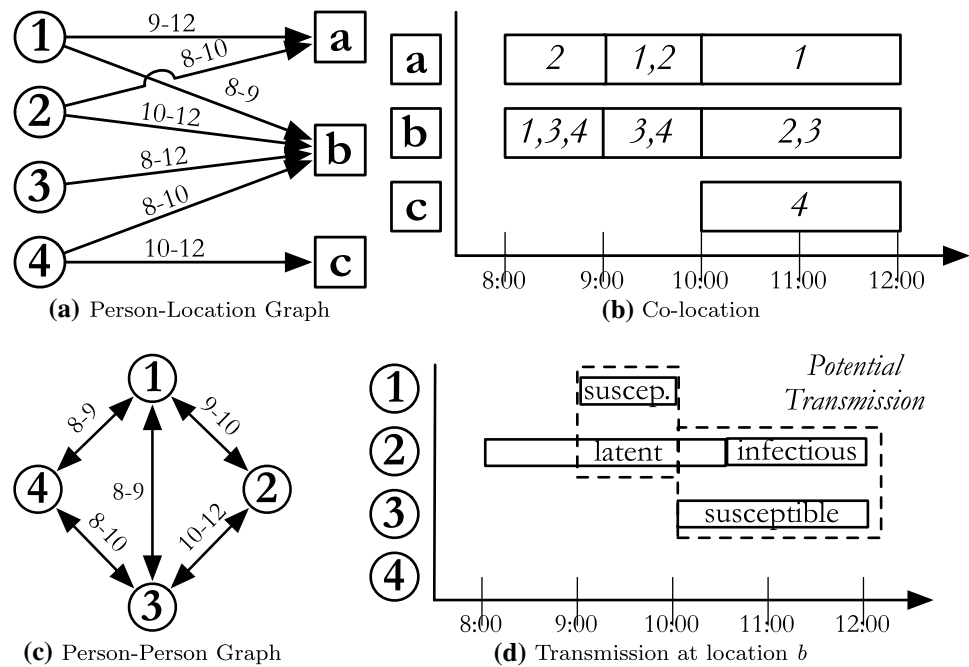 1
9-12
a
8-10
2
8-9
10-12
b
3
8-12
8-10
4
10-12
c
(a) Person-Location Graph
a
2
1,2
1
b
1,3,4
3,4
2,3
c
4
8:00
9:00
10:00
11:00
12:00
(b) Co-location
1
8-9
9-10
4
8-9
2
8-10
10-12
3
(c) Person-Person Graph
Potential
Transmission
1
suscep.
2
latent
infectious
3
susceptible
4
8:00
9:00
10:00
11:00
12:00
(d) Transmission at location b